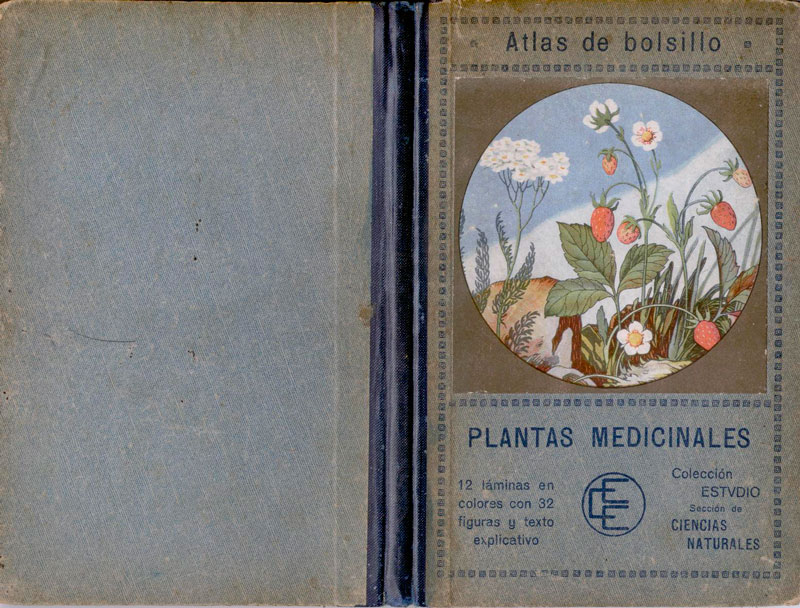 Atlas de bolsillo
PLANTAS MEDICINALES
12 láminas en
colores con 32
figuras y texto
explicativo
CEE
Colección
ESTVDIO
Sección de
CIENCIAS
NATURALES